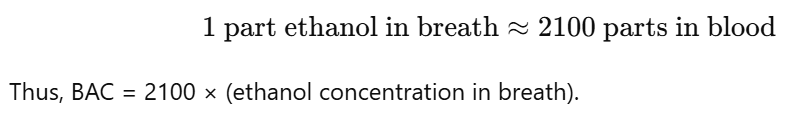 1 part ethanol in breath ≈ 2100 parts in blood
Thus, BAC = 2100 × (ethanol concentration in breath).